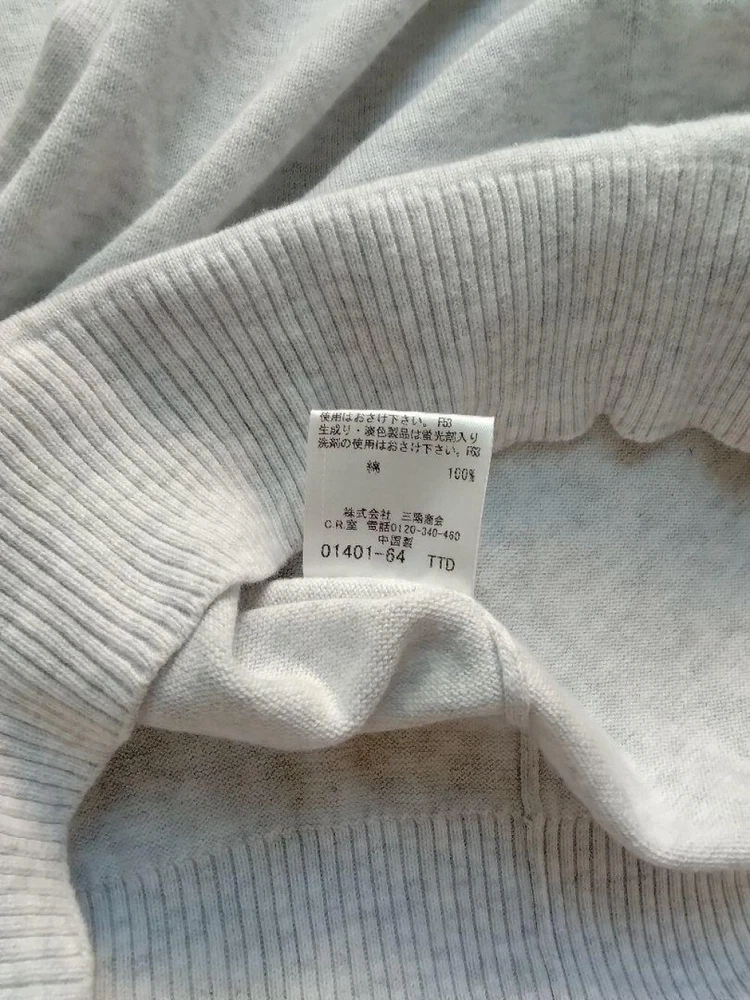 使用はおさけ下さい。 F53
生成り・淡色製品は蛍光剤入り
洗剤の使用はおさけ下さい。F63
綿 100%
株式会社 三陽商会
C.R.室 電話0120-340-460
中国製
01401-64 TTD